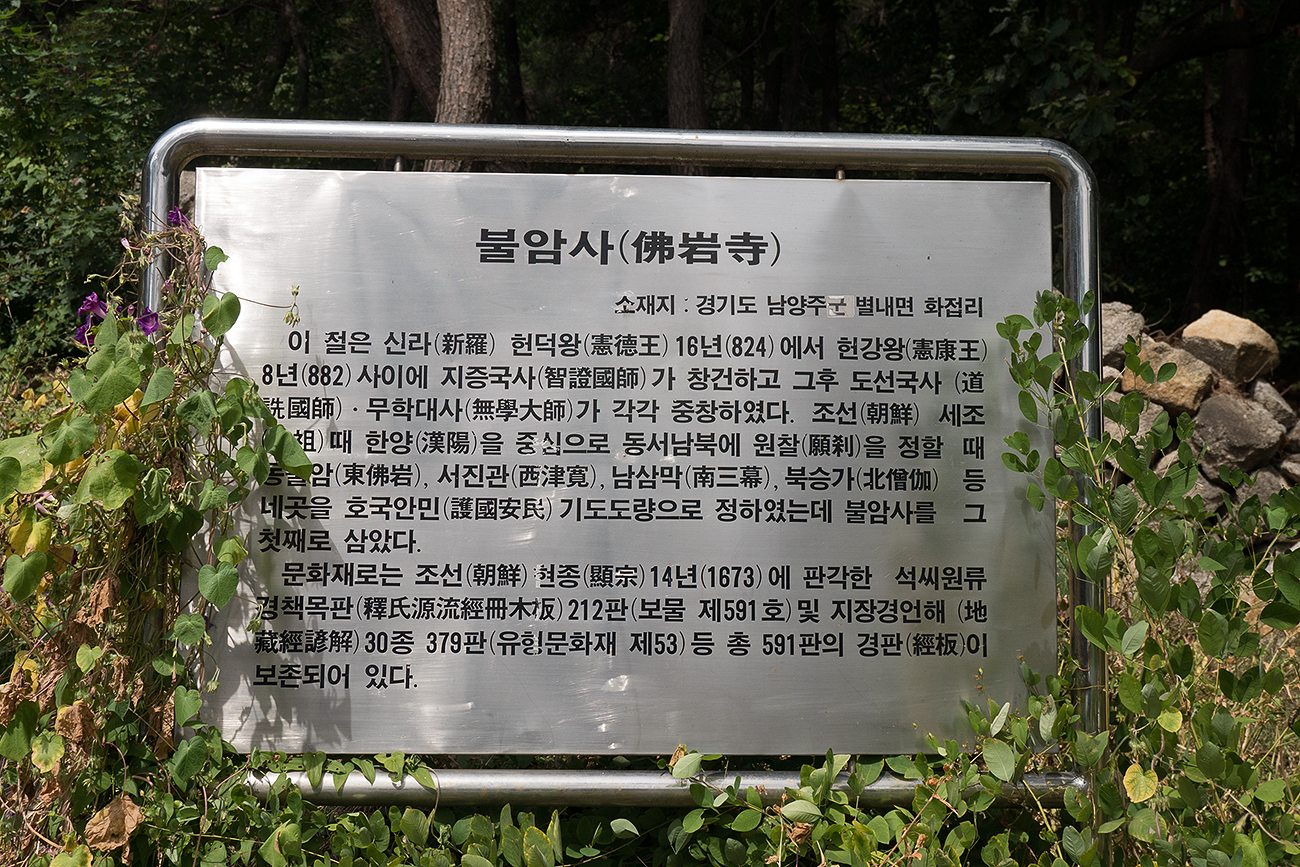 불암사(佛岩寺)
소재지 : 경기도 남양주군 별내면 화접리
이 절은 신라(新羅) 헌덕왕(憲德王) 16년(824)에서 헌강왕(憲康王)
8년(882)사이에 지증국사(智證國師)가 창건하고 그후 도선국사 (道
詵國師)·무학대사(無學大師)가 각각 중창하였다. 조선(朝鮮) 세조
祖) 때 한양(漢陽)을 중심으로 동서남북에 원찰(願刹)을 정할 때
동불암(東佛岩), 서진관(西津寬), 남삼막(南三幕), 북승가(北僧伽) 등
네곳을 호국안민(護國安民)기도도량으로 정하였는데 불암사를 그
첫째로 삼았다.
문화재로는 조선(朝鮮)현종(顯宗)14년(1673)에 판각한 석씨원류
경책목판(釋氏源流經冊木板)212판(보물 제591호)및 지장경언해 (地
藏經諺解)30종 379판(유형문화재 제53)등 총 591판의 경판(經板)이
보존되어 있다.